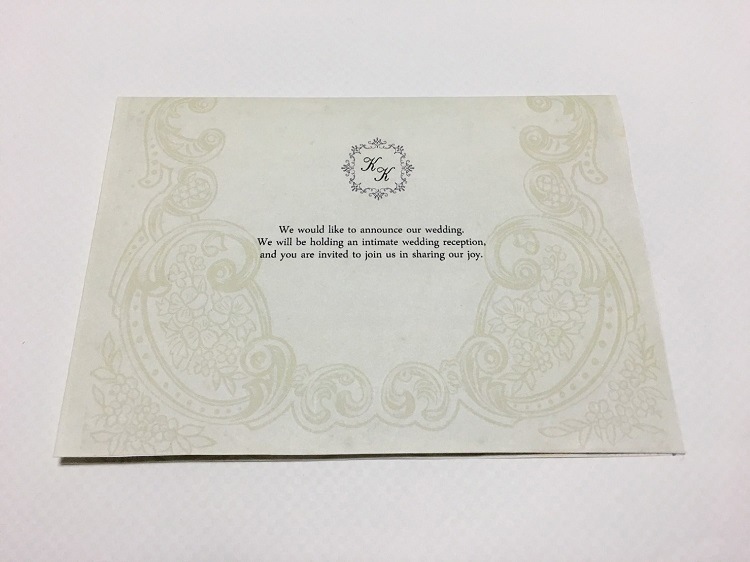 K K
We would like to announce our wedding.
We will be holding an intimate wedding reception,
and you are invited to join us in sharing our joy.